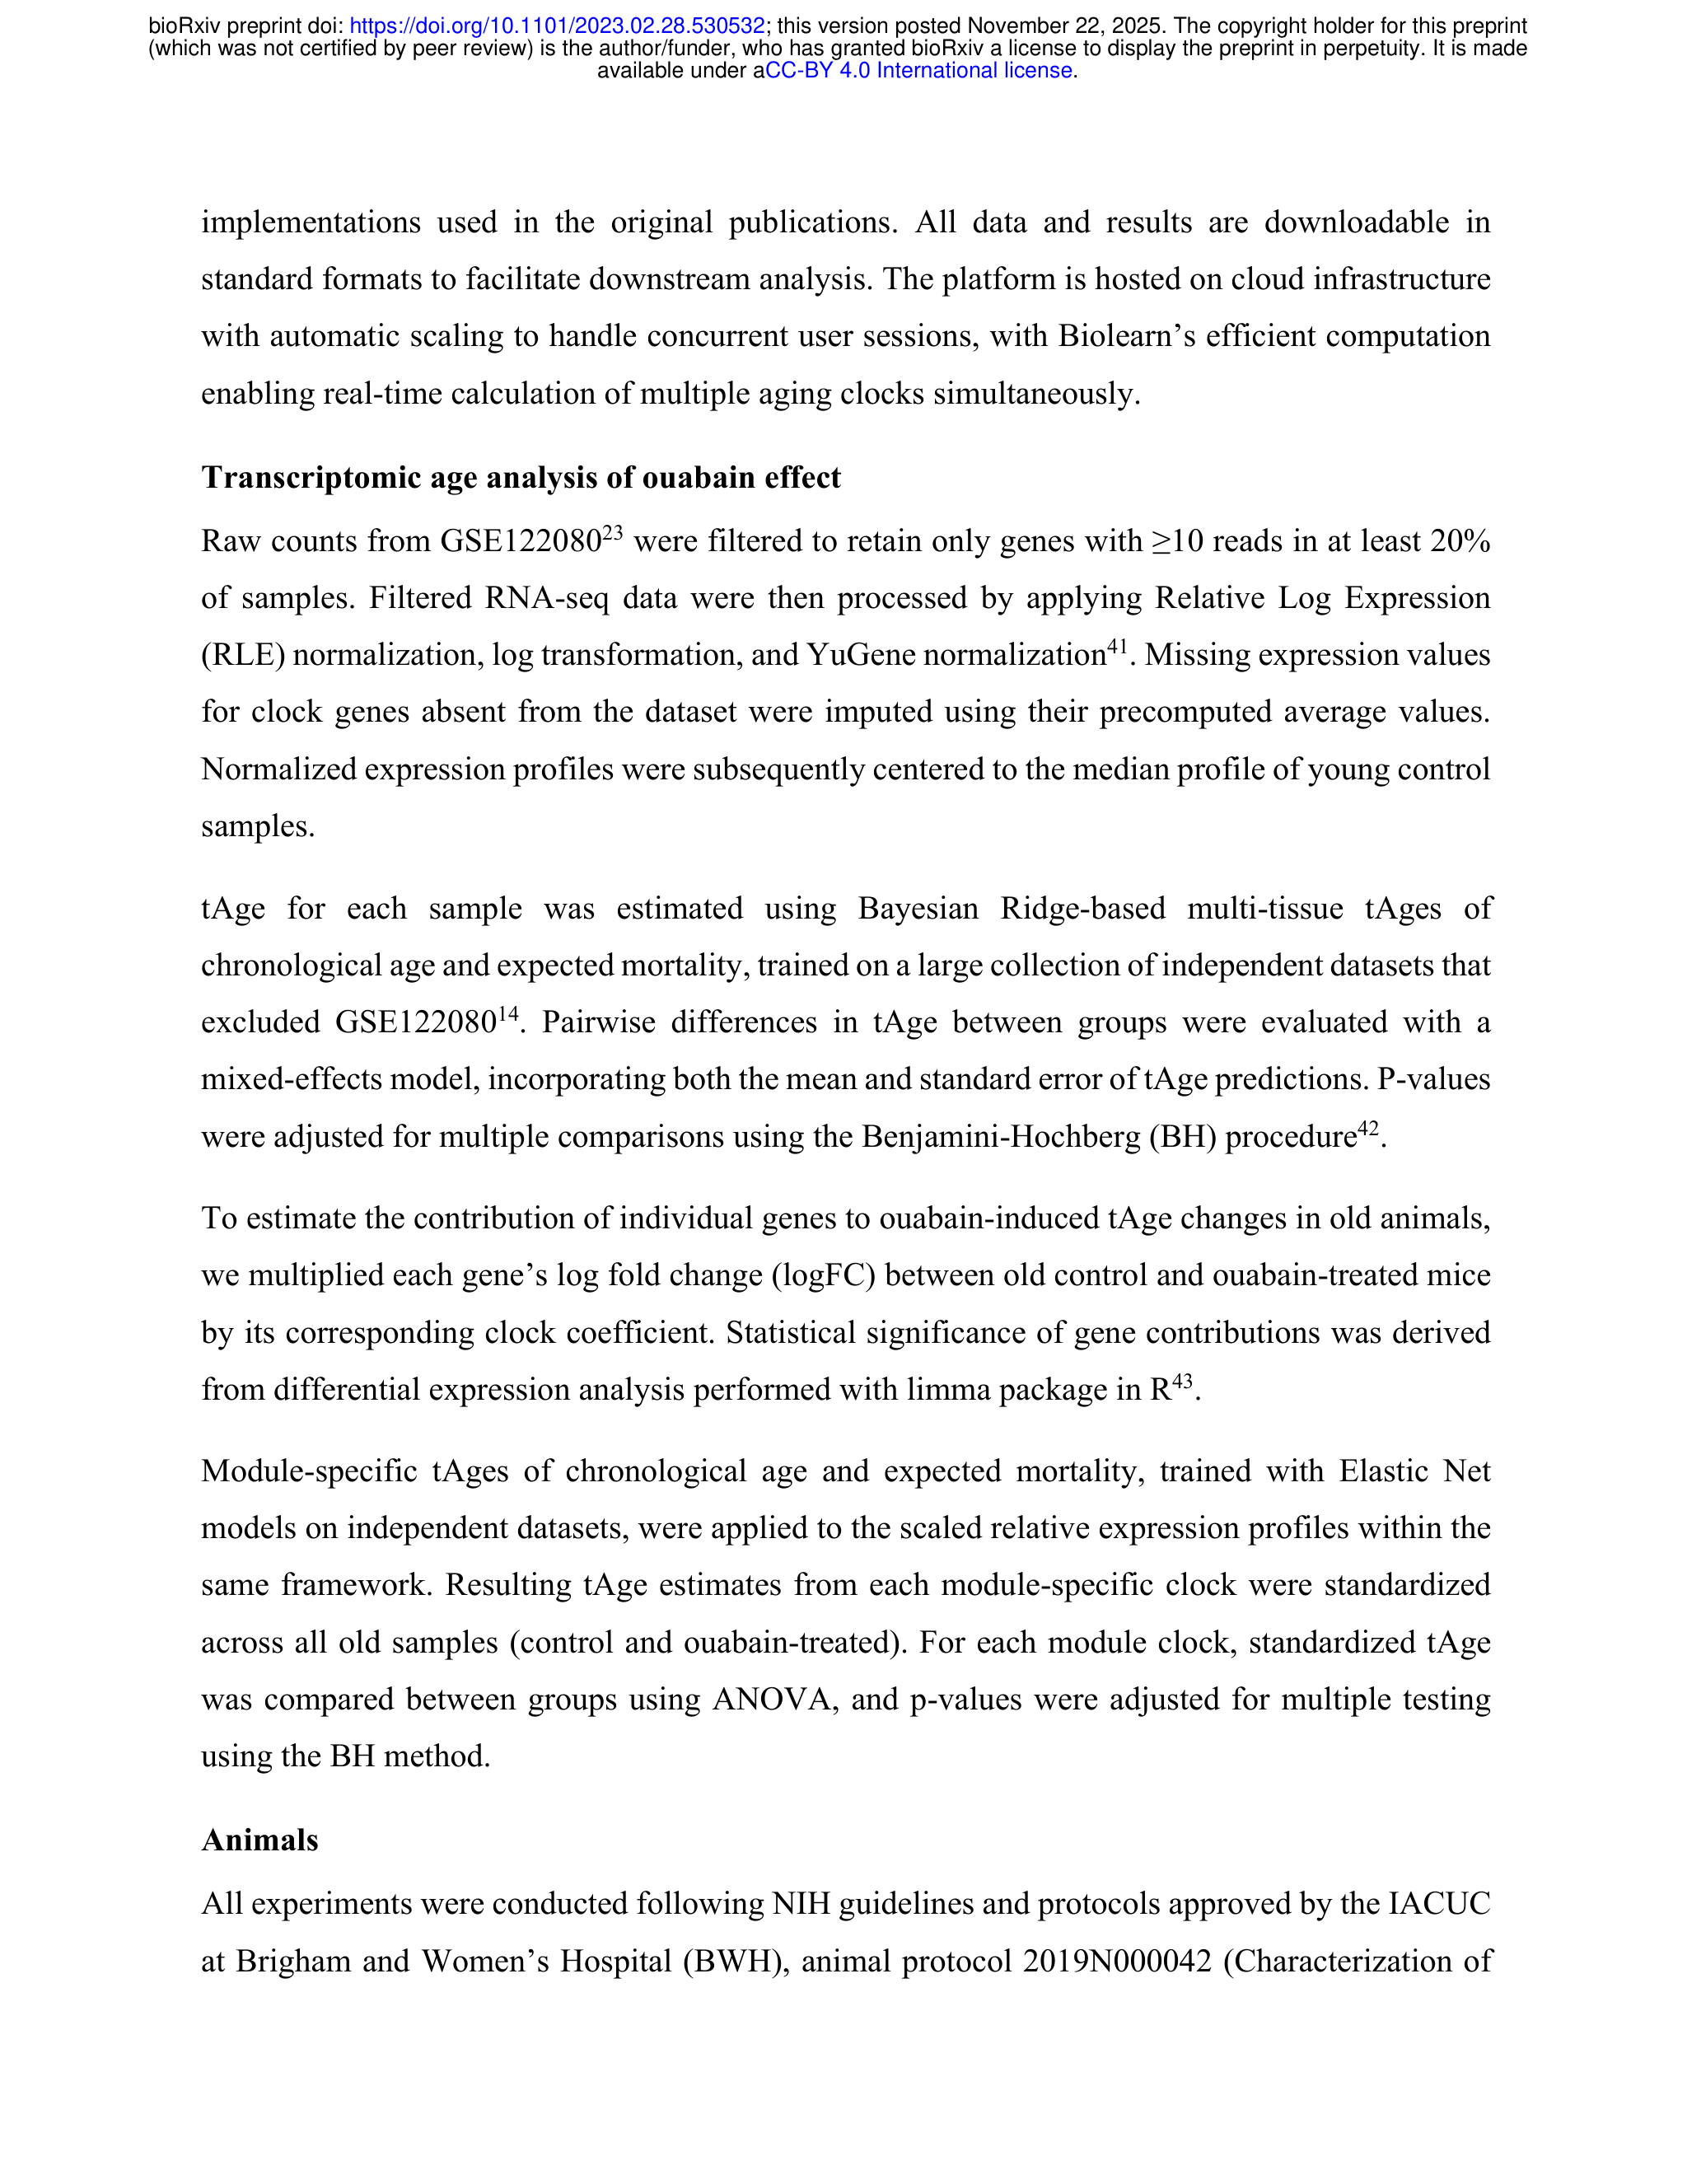 bioRxiv preprint doi: https://doi.org/10.1101/2023.02.28.530532; this version posted November 22, 2025. The copyright holder for this preprint
(which was not certified by peer review) is the author/funder, who has granted bioRxiv a license to display the preprint in perpetuity. It is made
available under aCC-BY 4.0 International license.
implementations used in the original publications. All data and results are downloadable in
standard formats to facilitate downstream analysis. The platform is hosted on cloud infrastructure
with automatic scaling to handle concurrent user sessions, with Biolearn’s efficient computation
enabling real-time calculation of multiple aging clocks simultaneously.
Transcriptomic age analysis of ouabain effect
Raw counts from GSE122080²³ were filtered to retain only genes with ≥10 reads in at least 20%
of samples. Filtered RNA-seq data were then processed by applying Relative Log Expression
(RLE) normalization, log transformation, and YuGene normalization⁴¹. Missing expression values
for clock genes absent from the dataset were imputed using their precomputed average values.
Normalized expression profiles were subsequently centered to the median profile of young control
samples.
tAge for each sample was estimated using Bayesian Ridge-based multi-tissue tAges of
chronological age and expected mortality, trained on a large collection of independent datasets that
excluded GSE122080¹⁴. Pairwise differences in tAge between groups were evaluated with a
mixed-effects model, incorporating both the mean and standard error of tAge predictions. P-values
were adjusted for multiple comparisons using the Benjamini-Hochberg (BH) procedure⁴².
To estimate the contribution of individual genes to ouabain-induced tAge changes in old animals,
we multiplied each gene’s log fold change (logFC) between old control and ouabain-treated mice
by its corresponding clock coefficient. Statistical significance of gene contributions was derived
from differential expression analysis performed with limma package in R⁴³.
Module-specific tAges of chronological age and expected mortality, trained with Elastic Net
models on independent datasets, were applied to the scaled relative expression profiles within the
same framework. Resulting tAge estimates from each module-specific clock were standardized
across all old samples (control and ouabain-treated). For each module clock, standardized tAge
was compared between groups using ANOVA, and p-values were adjusted for multiple testing
using the BH method.
Animals
All experiments were conducted following NIH guidelines and protocols approved by the IACUC
at Brigham and Women’s Hospital (BWH), animal protocol 2019N000042 (Characterization of